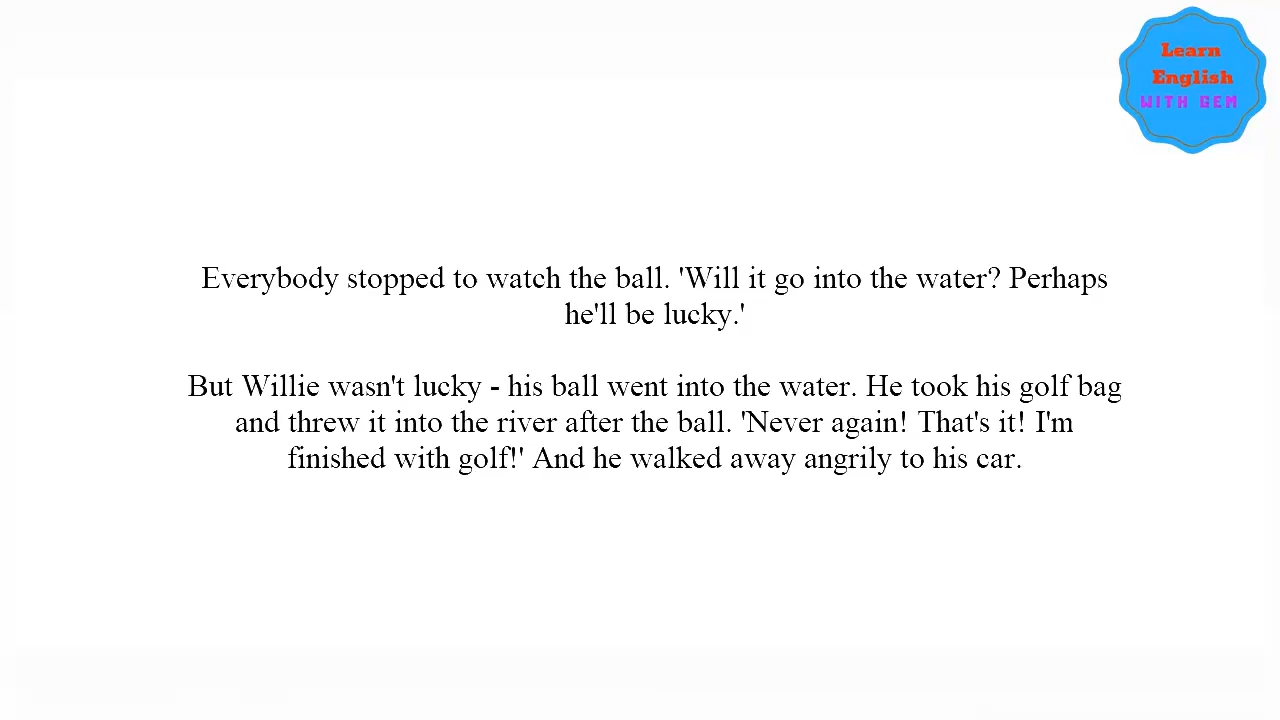 Learn
English
WITH GEM
Everybody stopped to watch the ball. 'Will it go into the water? Perhaps
he'll be lucky.'
But Willie wasn't lucky - his ball went into the water. He took his golf bag
and threw it into the river after the ball. 'Never again! That's it! I'm
finished with golf!' And he walked away angrily to his car.